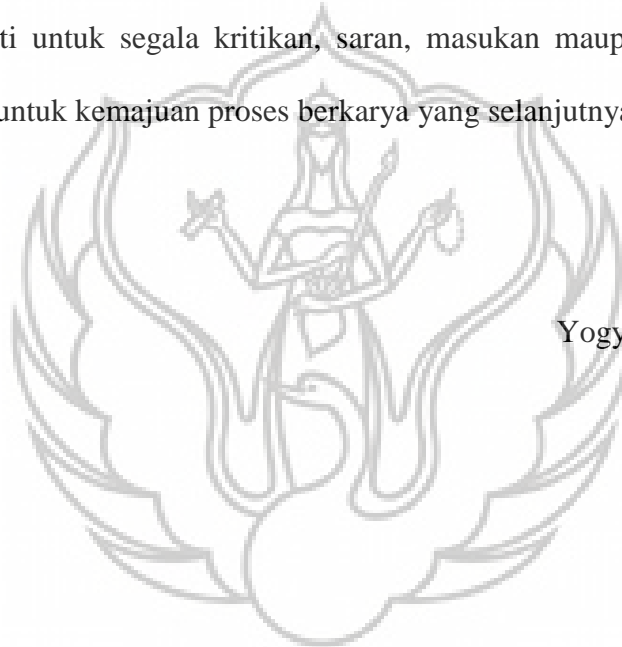 ti untuk segala kritikan, saran, masukan maup
untuk kemajuan proses berkarya yang selanjutnya
Yogy